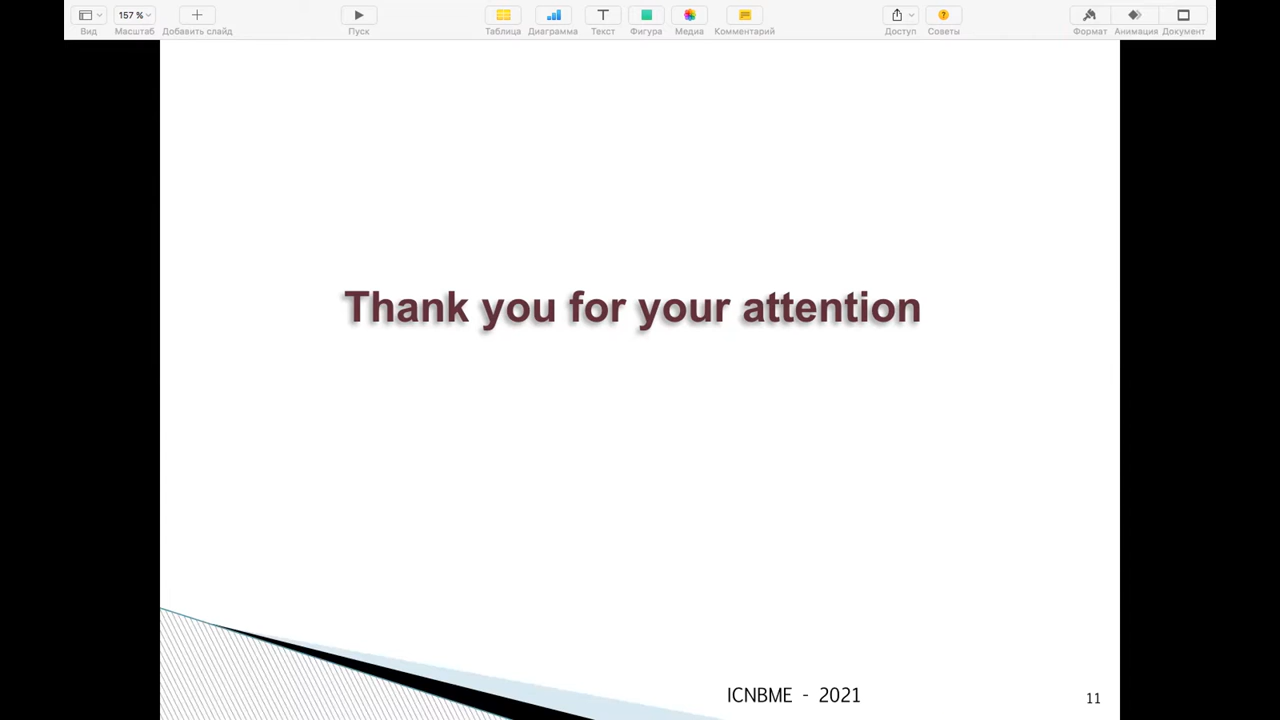 157 %
Вид Масштаб Добавить слайд Пуск Таблица Диаграмма Текст Фигура Медиа Комментарий Доступ Советы Формат Анимация Документ
Thank you for your attention
ICNBME - 2021
11